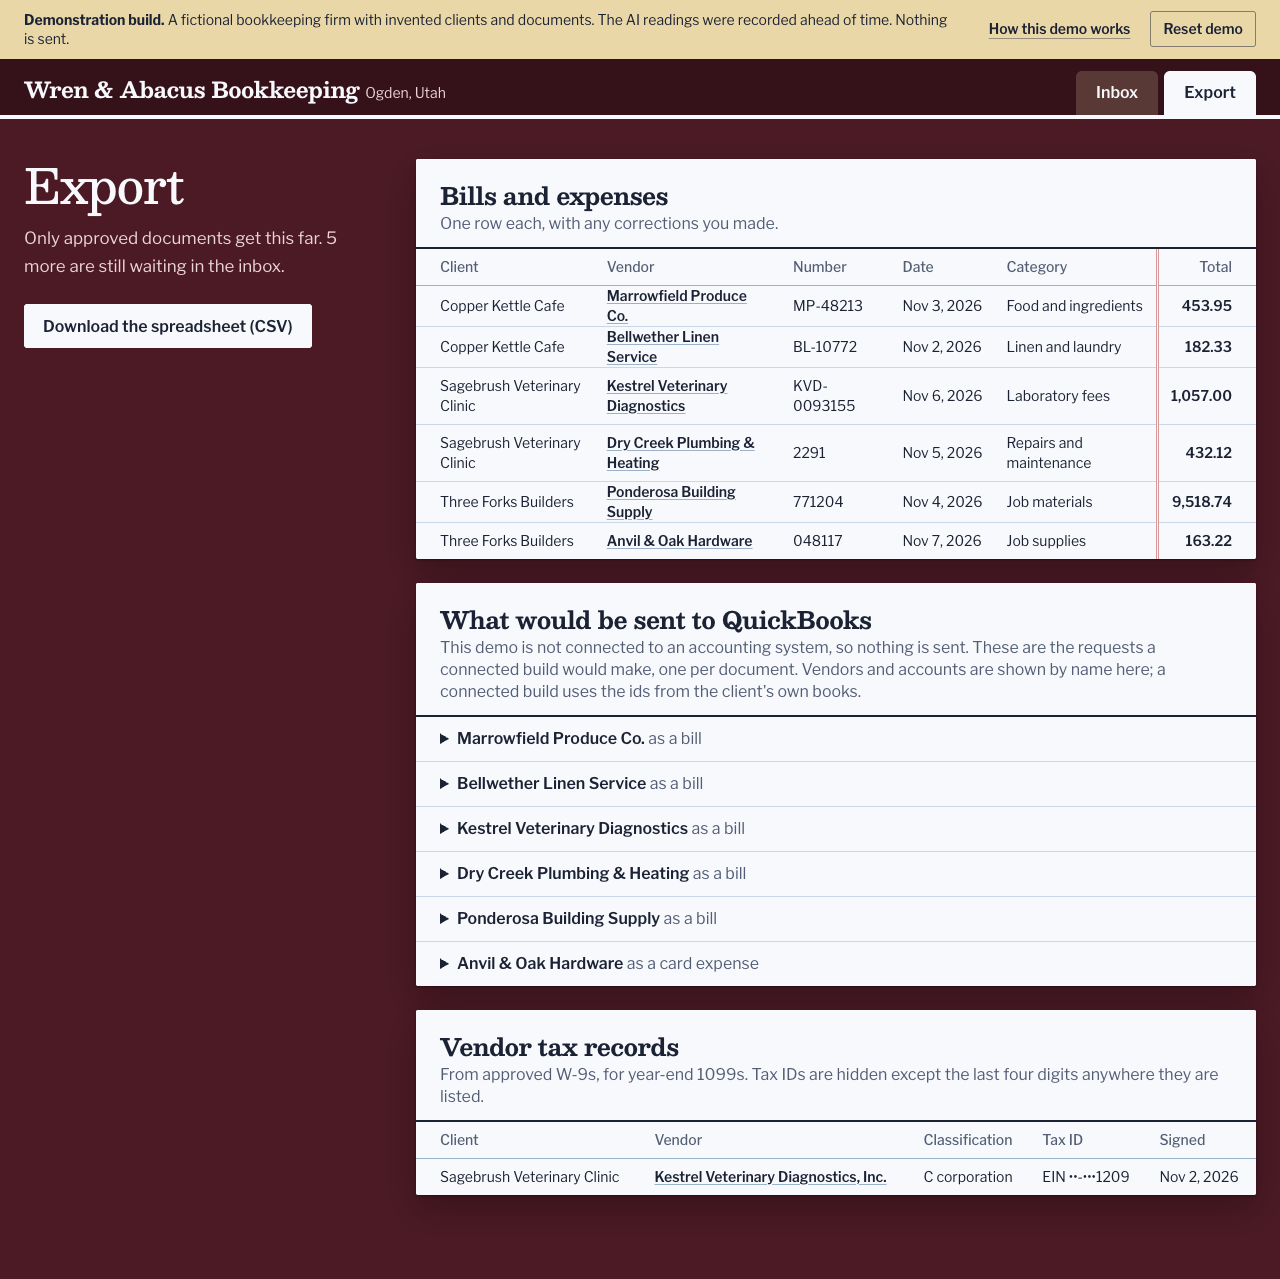 Demonstration build. A fictional bookkeeping firm with invented clients and documents. The AI readings were recorded ahead of time. Nothing
is sent.
How this demo works
Reset demo
Wren & Abacus Bookkeeping Ogden, Utah
Inbox
Export
Export
Only approved documents get this far. 5
more are still waiting in the inbox.
Download the spreadsheet (CSV)
Bills and expenses
One row each, with any corrections you made.
Client Vendor Number Date Category Total
Copper Kettle Cafe Marrowfield Produce Co. MP-48213 Nov 3, 2026 Food and ingredients 453.95
Copper Kettle Cafe Bellwether Linen Service BL-10772 Nov 2, 2026 Linen and laundry 182.33
Sagebrush Veterinary Clinic Kestrel Veterinary Diagnostics KVD-0093155 Nov 6, 2026 Laboratory fees 1,057.00
Sagebrush Veterinary Clinic Dry Creek Plumbing & Heating 2291 Nov 5, 2026 Repairs and maintenance 432.12
Three Forks Builders Ponderosa Building Supply 771204 Nov 4, 2026 Job materials 9,518.74
Three Forks Builders Anvil & Oak Hardware 048117 Nov 7, 2026 Job supplies 163.22
What would be sent to QuickBooks
This demo is not connected to an accounting system, so nothing is sent. These are the requests a
connected build would make, one per document. Vendors and accounts are shown by name here; a
connected build uses the ids from the client's own books.
Marrowfield Produce Co. as a bill
Bellwether Linen Service as a bill
Kestrel Veterinary Diagnostics as a bill
Dry Creek Plumbing & Heating as a bill
Ponderosa Building Supply as a bill
Anvil & Oak Hardware as a card expense
Vendor tax records
From approved W-9s, for year-end 1099s. Tax IDs are hidden except the last four digits anywhere they are
listed.
Client Vendor Classification Tax ID Signed
Sagebrush Veterinary Clinic Kestrel Veterinary Diagnostics, Inc. C corporation EIN ••-•••1209 Nov 2, 2026